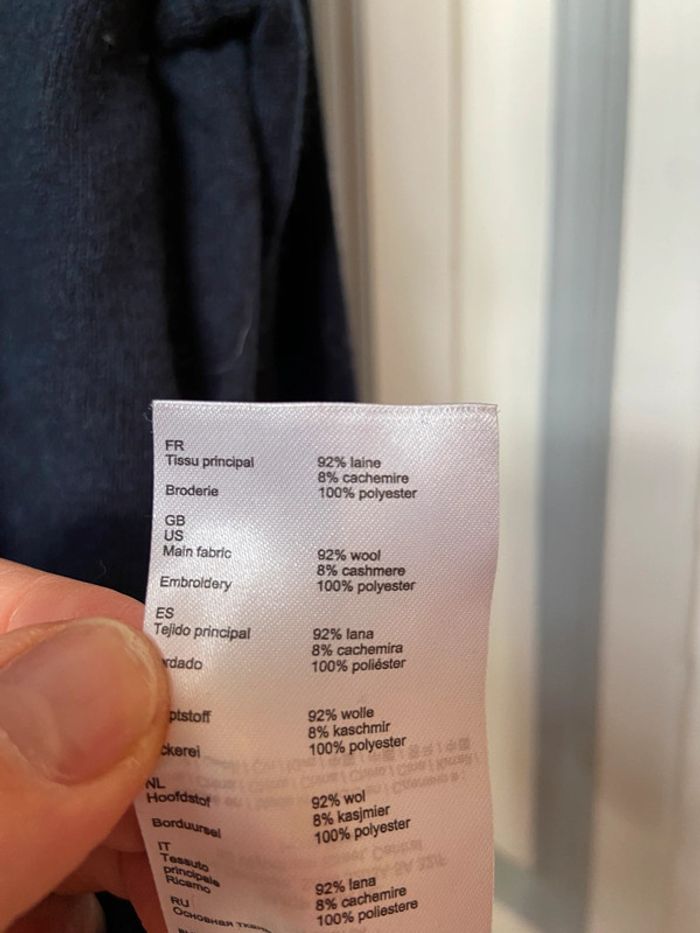 FR
Tissu principal 92% laine
8% cachemire
Broderie 100% polyester
GB
US
Main fabric 92% wool
8% cashmere
Embroidery 100% polyester
ES
Tejido principal 92% lana
8% cachemira
rdado 100% poliéster
ptstoff 92% wolle
8% kaschmir
ckerei 100% polyester
NL
Hoofdstof 92% wol
8% kasjmier
Borduursel 100% polyester
IT
Tessuto
principale 92% lana
Ricamo 8% cachemire
100% poliestere
RU
Основная